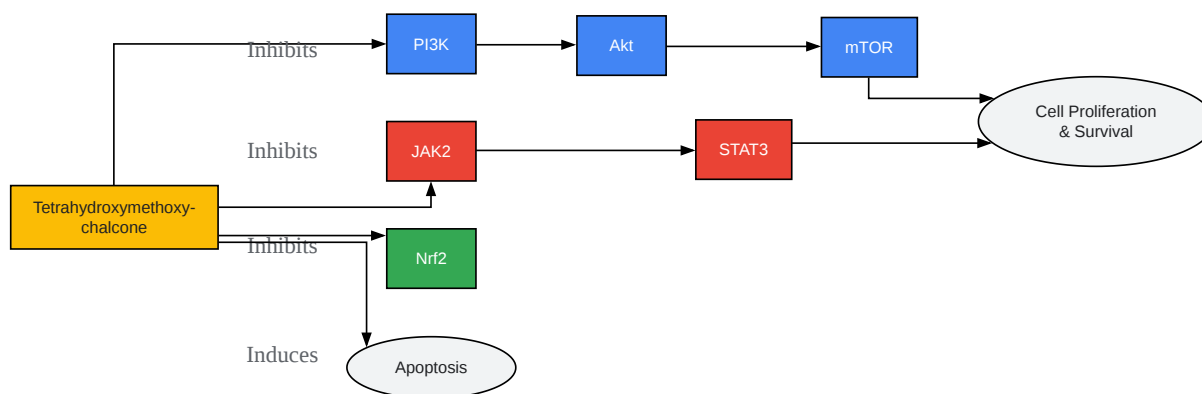 Inhibits
PI3K
Akt
mTOR
Cell Proliferation
& Survival
Inhibits
JAK2
STAT3
Tetrahydroxymethoxy-
chalcone
Inhibits
Nrf2
Induces
Apoptosis